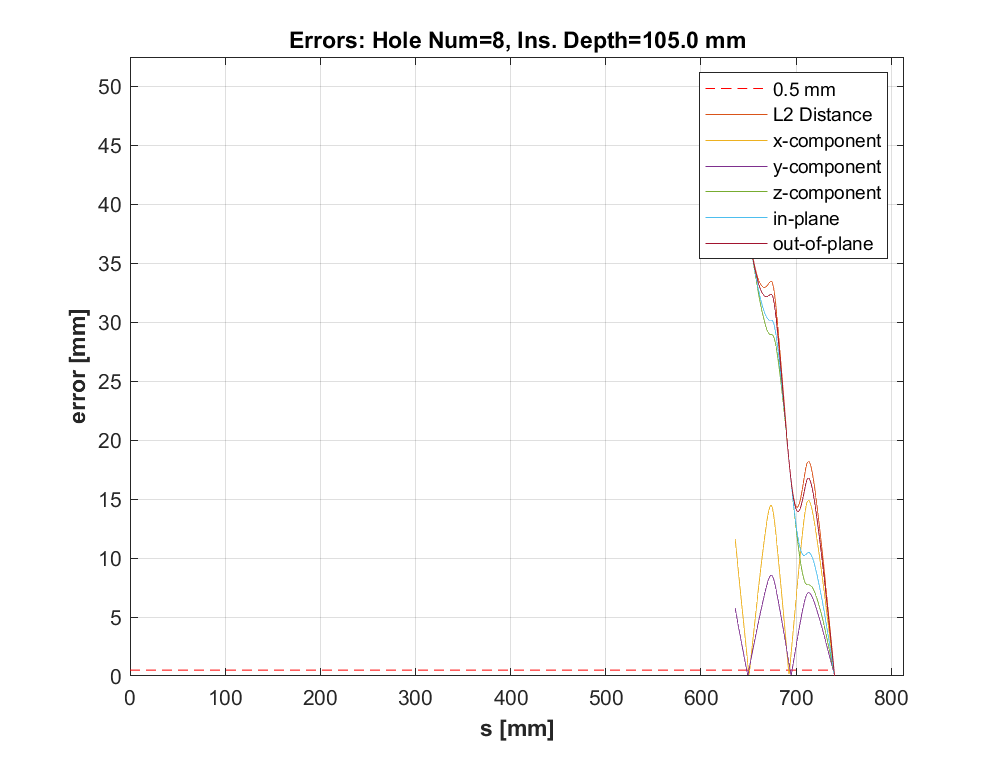 Errors: Hole Num=8, Ins. Depth=105.0 mm
50
45
40
35
30
25
20
15
10
5
0
error [mm]
0.5 mm
L2 Distance
x-component
y-component
z-component
in-plane
out-of-plane
0 100 200 300 400 500 600 700 800
s [mm]